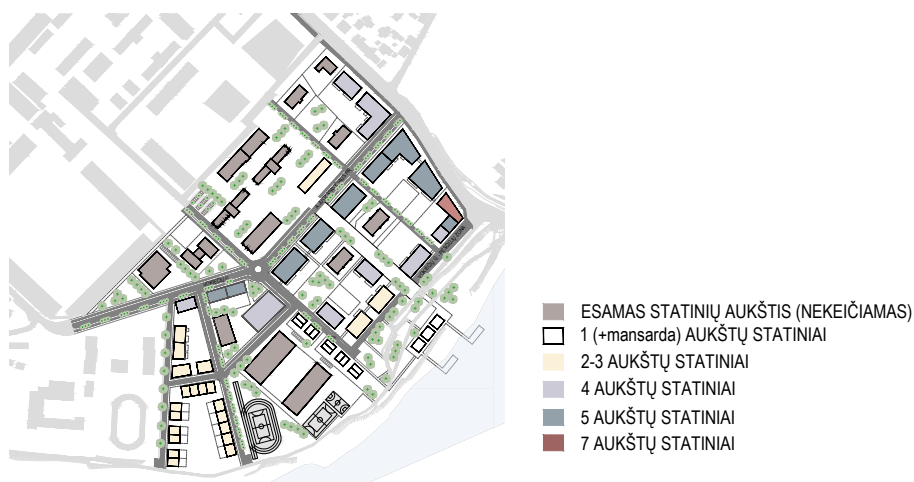 ESAMAS STATINIŲ AUKŠTIS (NEKEIČIAMAS)
1 (+mansarda) AUKŠTŲ STATINIAI
2-3 AUKŠTŲ STATINIAI
4 AUKŠTŲ STATINIAI
5 AUKŠTŲ STATINIAI
7 AUKŠTŲ STATINIAI